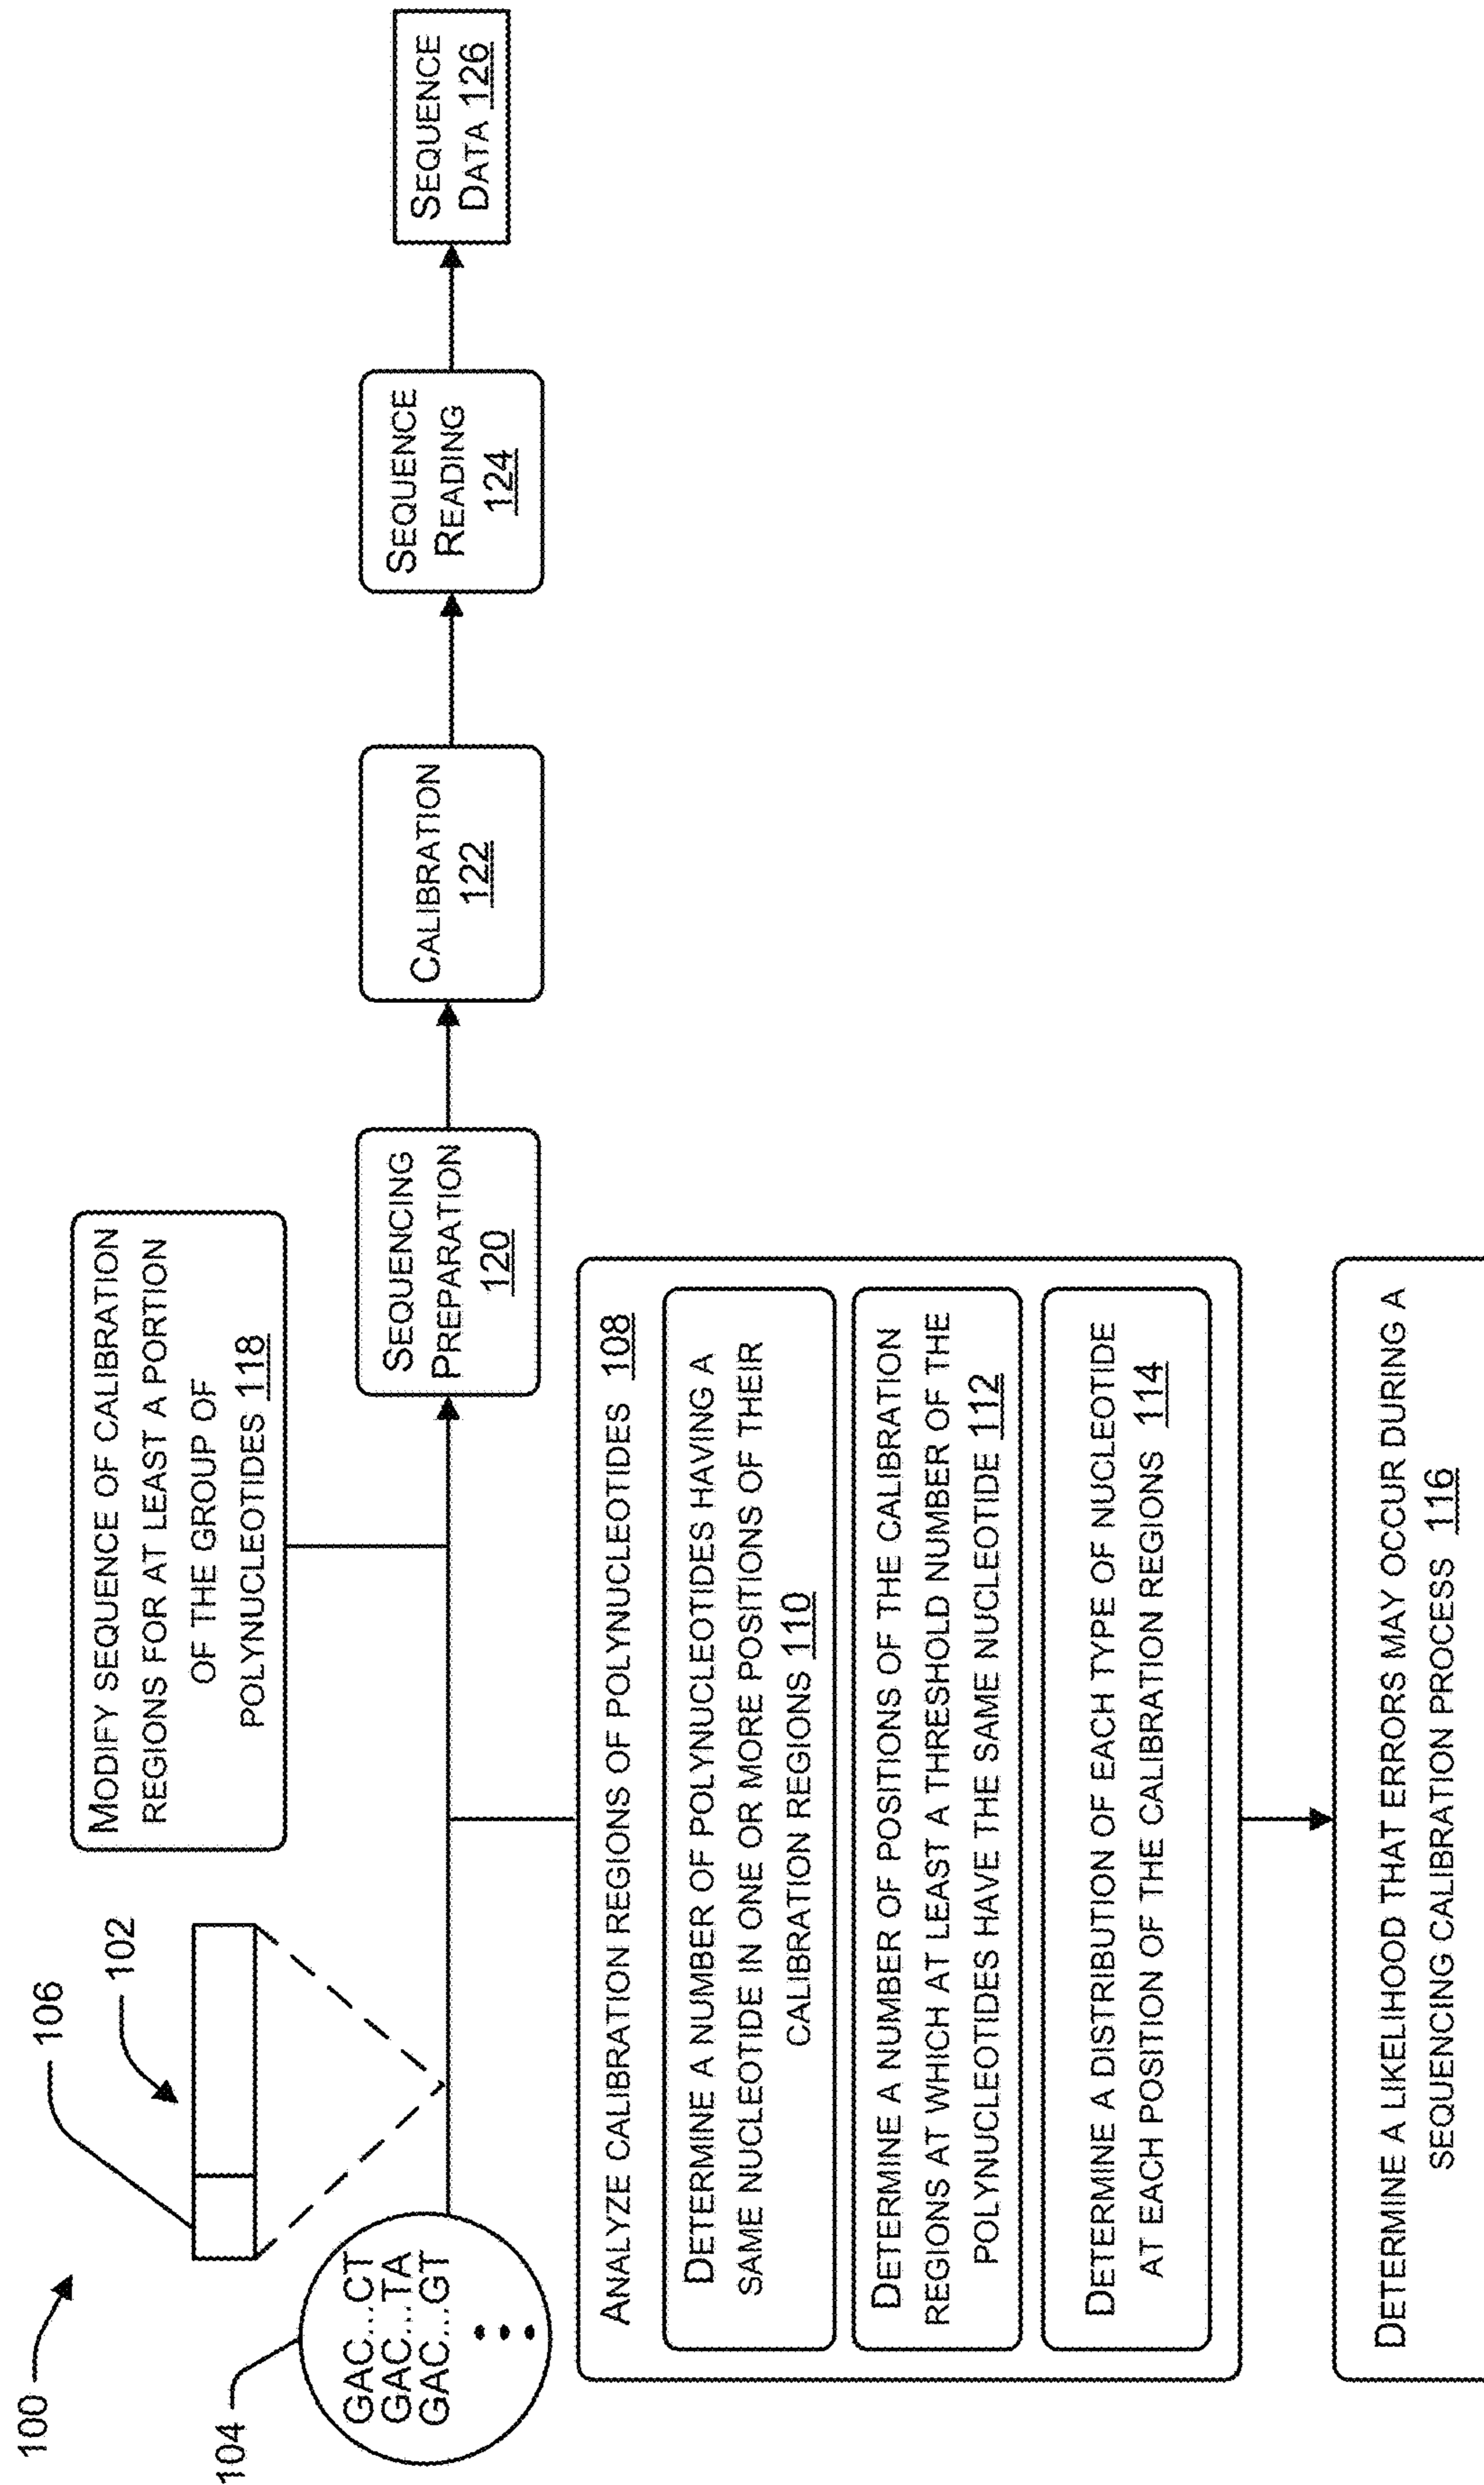 100
106
102
104
GAC...CT
GAC...TA
GAC...GT
MODIFY SEQUENCE OF CALIBRATION
REGIONS FOR AT LEAST A PORTION
OF THE GROUP OF
POLYNUCLEOTIDES 118
SEQUENCING
PREPARATION
120
CALIBRATION
122
SEQUENCE
READING
124
SEQUENCE
DATA 126
ANALYZE CALIBRATION REGIONS OF POLYNUCLEOTIDES 108
DETERMINE A NUMBER OF POLYNUCLEOTIDES HAVING A
SAME NUCLEOTIDE IN ONE OR MORE POSITIONS OF THEIR
CALIBRATION REGIONS 110
DETERMINE A NUMBER OF POSITIONS OF THE CALIBRATION
REGIONS AT WHICH AT LEAST A THRESHOLD NUMBER OF THE
POLYNUCLEOTIDES HAVE THE SAME NUCLEOTIDE 112
DETERMINE A DISTRIBUTION OF EACH TYPE OF NUCLEOTIDE
AT EACH POSITION OF THE CALIBRATION REGIONS 114
DETERMINE A LIKELIHOOD THAT ERRORS MAY OCCUR DURING A
SEQUENCING CALIBRATION PROCESS 116